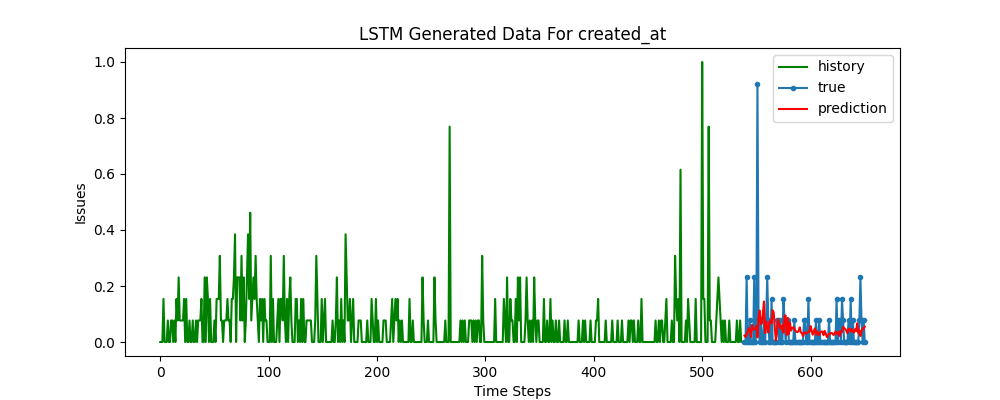 LSTM Generated Data For created_at
1.0
0.8
0.6
0.4
0.2
0.0
Issues
0 100 200 300 400 500 600
Time Steps
history
true
prediction